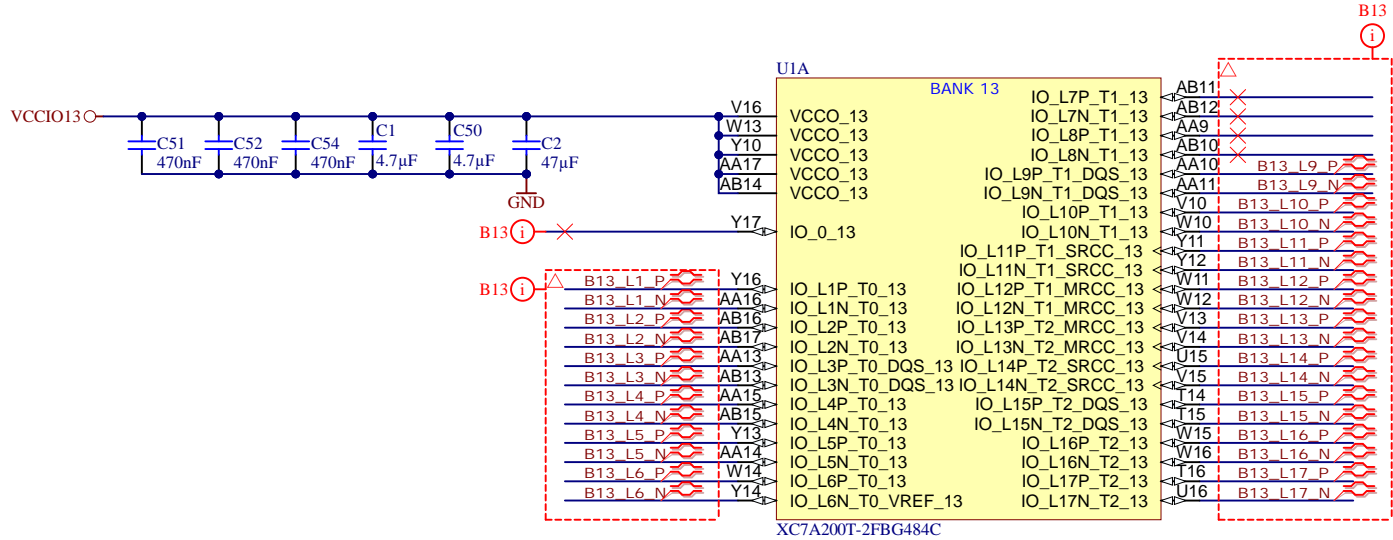 B13
i
U1A
BANK 13
VCCIO13
C51
470nF
C52
470nF
C54
470nF
C1
4.7µF
C50
4.7µF
C2
47µF
GND
V16 VCCO_13
W13 VCCO_13
Y10 VCCO_13
AA17 VCCO_13
AB14 VCCO_13
B13 i Y17 IO_0_13
B13 i
B13_L1_P Y16 IO_L1P_T0_13
B13_L1_N AA16 IO_L1N_T0_13
B13_L2_P AB16 IO_L2P_T0_13
B13_L2_N AB17 IO_L2N_T0_13
B13_L3_P AA13 IO_L3P_T0_DQS_13
B13_L3_N AB13 IO_L3N_T0_DQS_13
B13_L4_P AA15 IO_L4P_T0_13
B13_L4_N AB15 IO_L4N_T0_13
B13_L5_P Y13 IO_L5P_T0_13
B13_L5_N AA14 IO_L5N_T0_13
B13_L6_P W14 IO_L6P_T0_13
B13_L6_N Y14 IO_L6N_T0_VREF_13
IO_L7P_T1_13 AB11
IO_L7N_T1_13 AB12
IO_L8P_T1_13 AA9
IO_L8N_T1_13 AB10
IO_L9P_T1_DQS_13 AA10 B13_L9_P
IO_L9N_T1_DQS_13 AA11 B13_L9_N
IO_L10P_T1_13 V10 B13_L10_P
IO_L10N_T1_13 W10 B13_L10_N
IO_L11P_T1_SRCC_13 Y11 B13_L11_P
IO_L11N_T1_SRCC_13 Y12 B13_L11_N
IO_L12P_T1_MRCC_13 W11 B13_L12_P
IO_L12N_T1_MRCC_13 W12 B13_L12_N
IO_L13P_T2_MRCC_13 V13 B13_L13_P
IO_L13N_T2_MRCC_13 V14 B13_L13_N
IO_L14P_T2_SRCC_13 U15 B13_L14_P
IO_L14N_T2_SRCC_13 V15 B13_L14_N
IO_L15P_T2_DQS_13 T14 B13_L15_P
IO_L15N_T2_DQS_13 T15 B13_L15_N
IO_L16P_T2_13 W15 B13_L16_P
IO_L16N_T2_13 W16 B13_L16_N
IO_L17P_T2_13 T16 B13_L17_P
IO_L17N_T2_13 U16 B13_L17_N
XC7A200T-2FBG484C